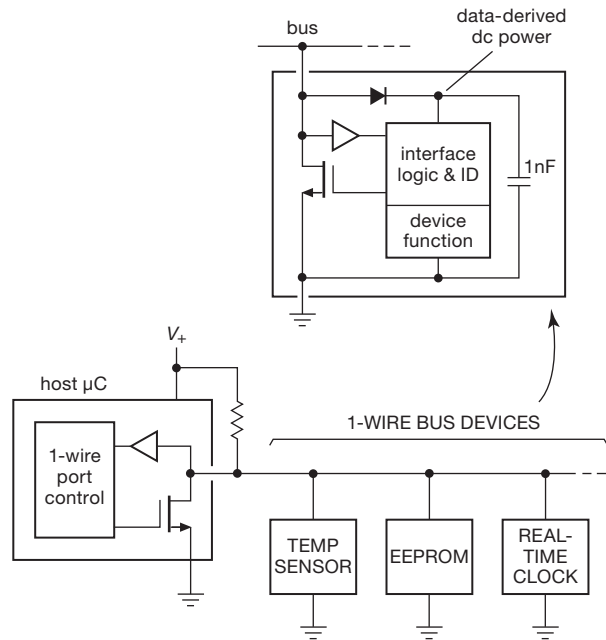 data-derived
dc power
bus
interface
logic & ID
1nF
device
function
V+
host µC
1-WIRE BUS DEVICES
1-wire
port
control
TEMP
SENSOR
EEPROM
REAL-
TIME
CLOCK